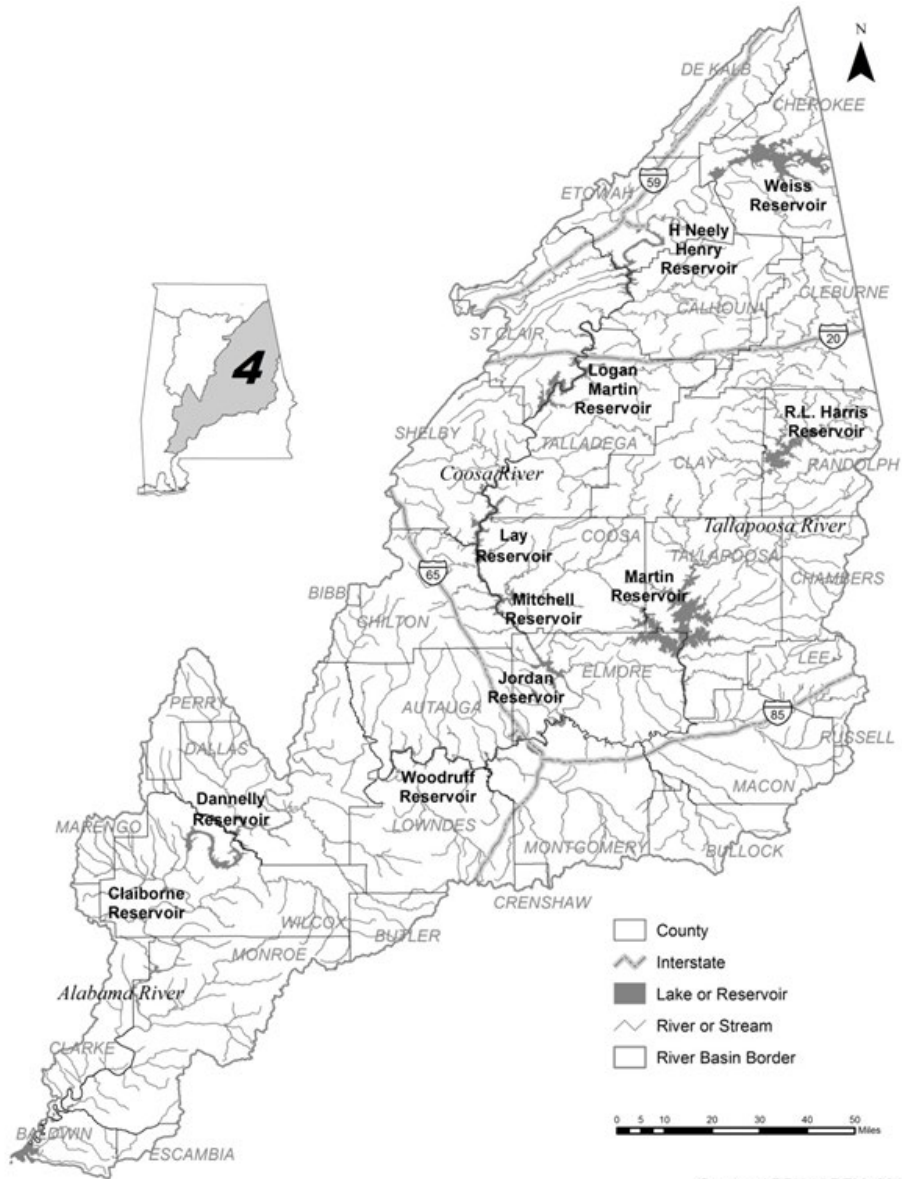 N
DE KALB
CHEROKEE
59
Weiss
Reservoir
ETOWAH
H Neely
Henry
Reservoir
CLEBURNE
CALHOUN
ST CLAIR
20
4
Logan
Martin
Reservoir
R.L. Harris
Reservoir
SHELBY
TALLADEGA
CLAY
RANDOLPH
Coosa River
Tallapoosa River
Lay
Reservoir
COOSA
TALLAPOOSA
65
Martin
Reservoir
CHAMBERS
BIBB
Mitchell
Reservoir
CHILTON
LEE
Jordan
Reservoir
ELMORE
PERRY
AUTAUGA
85
RUSSELL
DALLAS
Woodruff
Reservoir
MACON
Dannelly
Reservoir
MARENGO
LOWNDES
MONTGOMERY
BULLOCK
Claiborne
Reservoir
CRENSHAW
WILCOX
BUTLER
MONROE
Alabama River
CLARKE
BALDWIN
ESCAMBIA
County
Interstate
Lake or Reservoir
River or Stream
River Basin Border
0 5 10 20 30 40 50
Miles